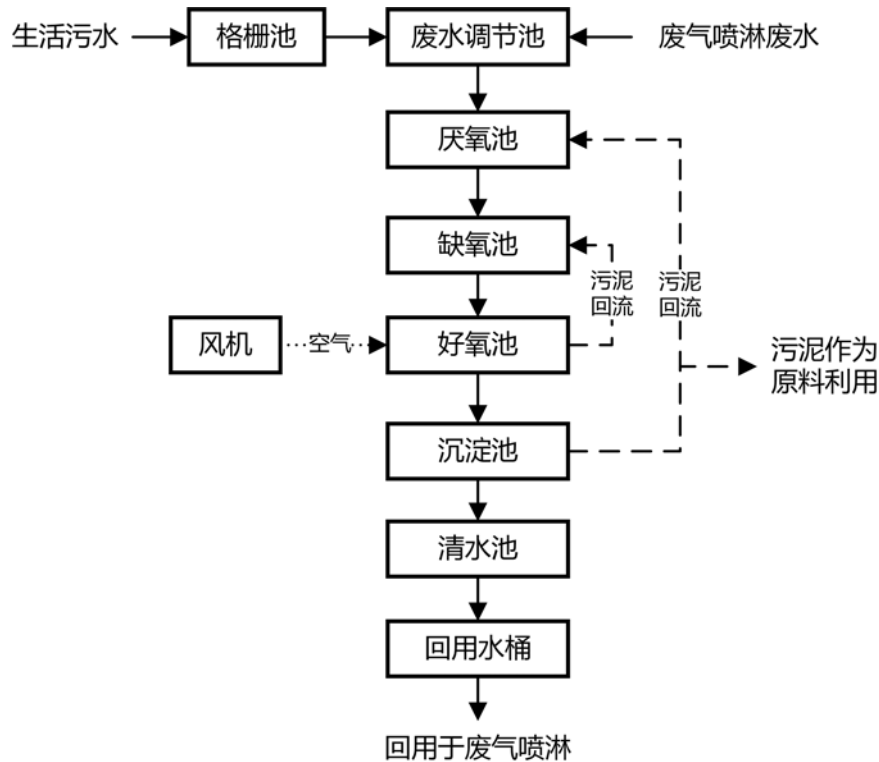 生活污水
格栅池
废水调节池
废气喷淋废水
厌氧池
缺氧池
污泥
回流
污泥
回流
风机
空气
好氧池
污泥作为
原料利用
沉淀池
清水池
回用水桶
回用于废气喷淋